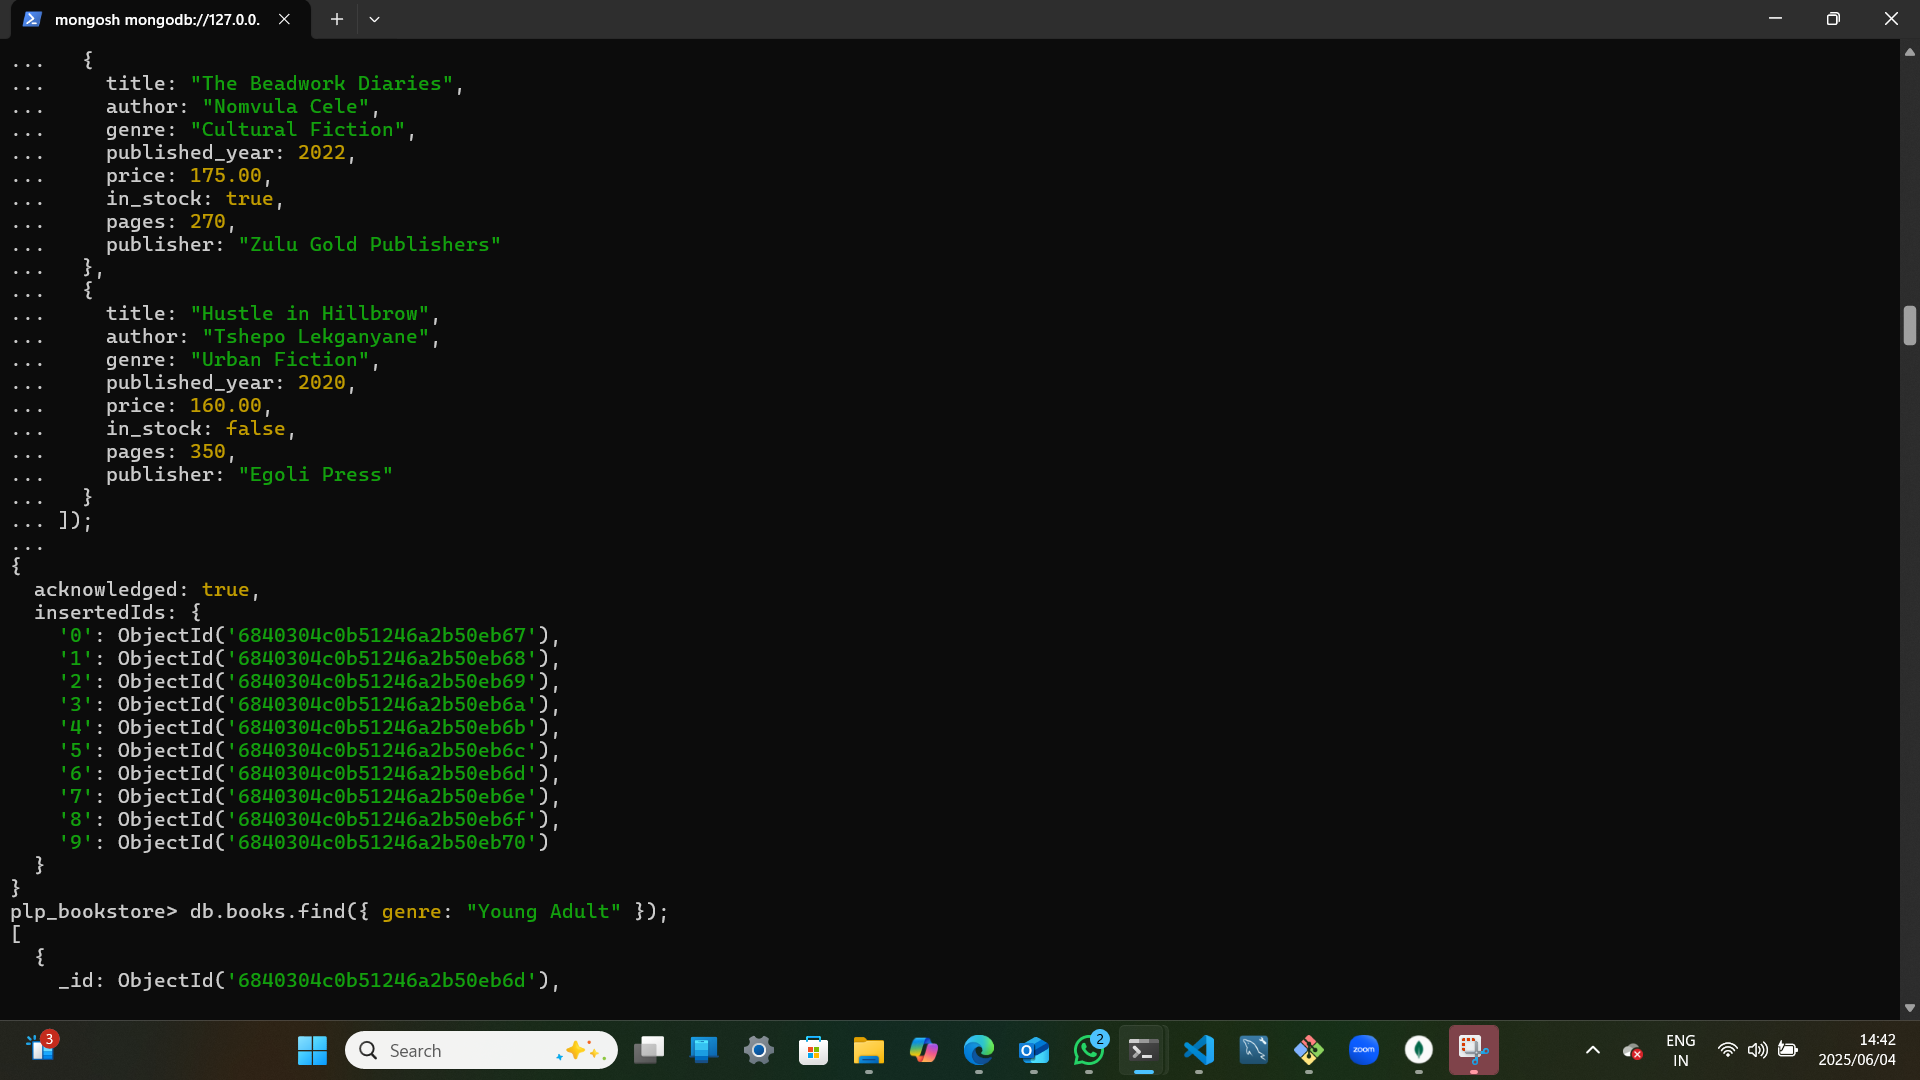 mongosh mongodb://127.0.0.
...   {
...     title: "The Beadwork Diaries",
...     author: "Nomvula Cele",
...     genre: "Cultural Fiction",
...     published_year: 2022,
...     price: 175.00,
...     in_stock: true,
...     pages: 270,
...     publisher: "Zulu Gold Publishers"
...   },
...   {
...     title: "Hustle in Hillbrow",
...     author: "Tshepo Lekganyane",
...     genre: "Urban Fiction",
...     published_year: 2020,
...     price: 160.00,
...     in_stock: false,
...     pages: 350,
...     publisher: "Egoli Press"
...   }
... ]);
...
{
  acknowledged: true,
  insertedIds: {
    '0': ObjectId('6840304c0b51246a2b50eb67'),
    '1': ObjectId('6840304c0b51246a2b50eb68'),
    '2': ObjectId('6840304c0b51246a2b50eb69'),
    '3': ObjectId('6840304c0b51246a2b50eb6a'),
    '4': ObjectId('6840304c0b51246a2b50eb6b'),
    '5': ObjectId('6840304c0b51246a2b50eb6c'),
    '6': ObjectId('6840304c0b51246a2b50eb6d'),
    '7': ObjectId('6840304c0b51246a2b50eb6e'),
    '8': ObjectId('6840304c0b51246a2b50eb6f'),
    '9': ObjectId('6840304c0b51246a2b50eb70')
  }
}
plp_bookstore> db.books.find({ genre: "Young Adult" });
[
  {
    _id: ObjectId('6840304c0b51246a2b50eb6d'),
3
Search
2
zoom
ENG
IN
14:42
2025/06/04